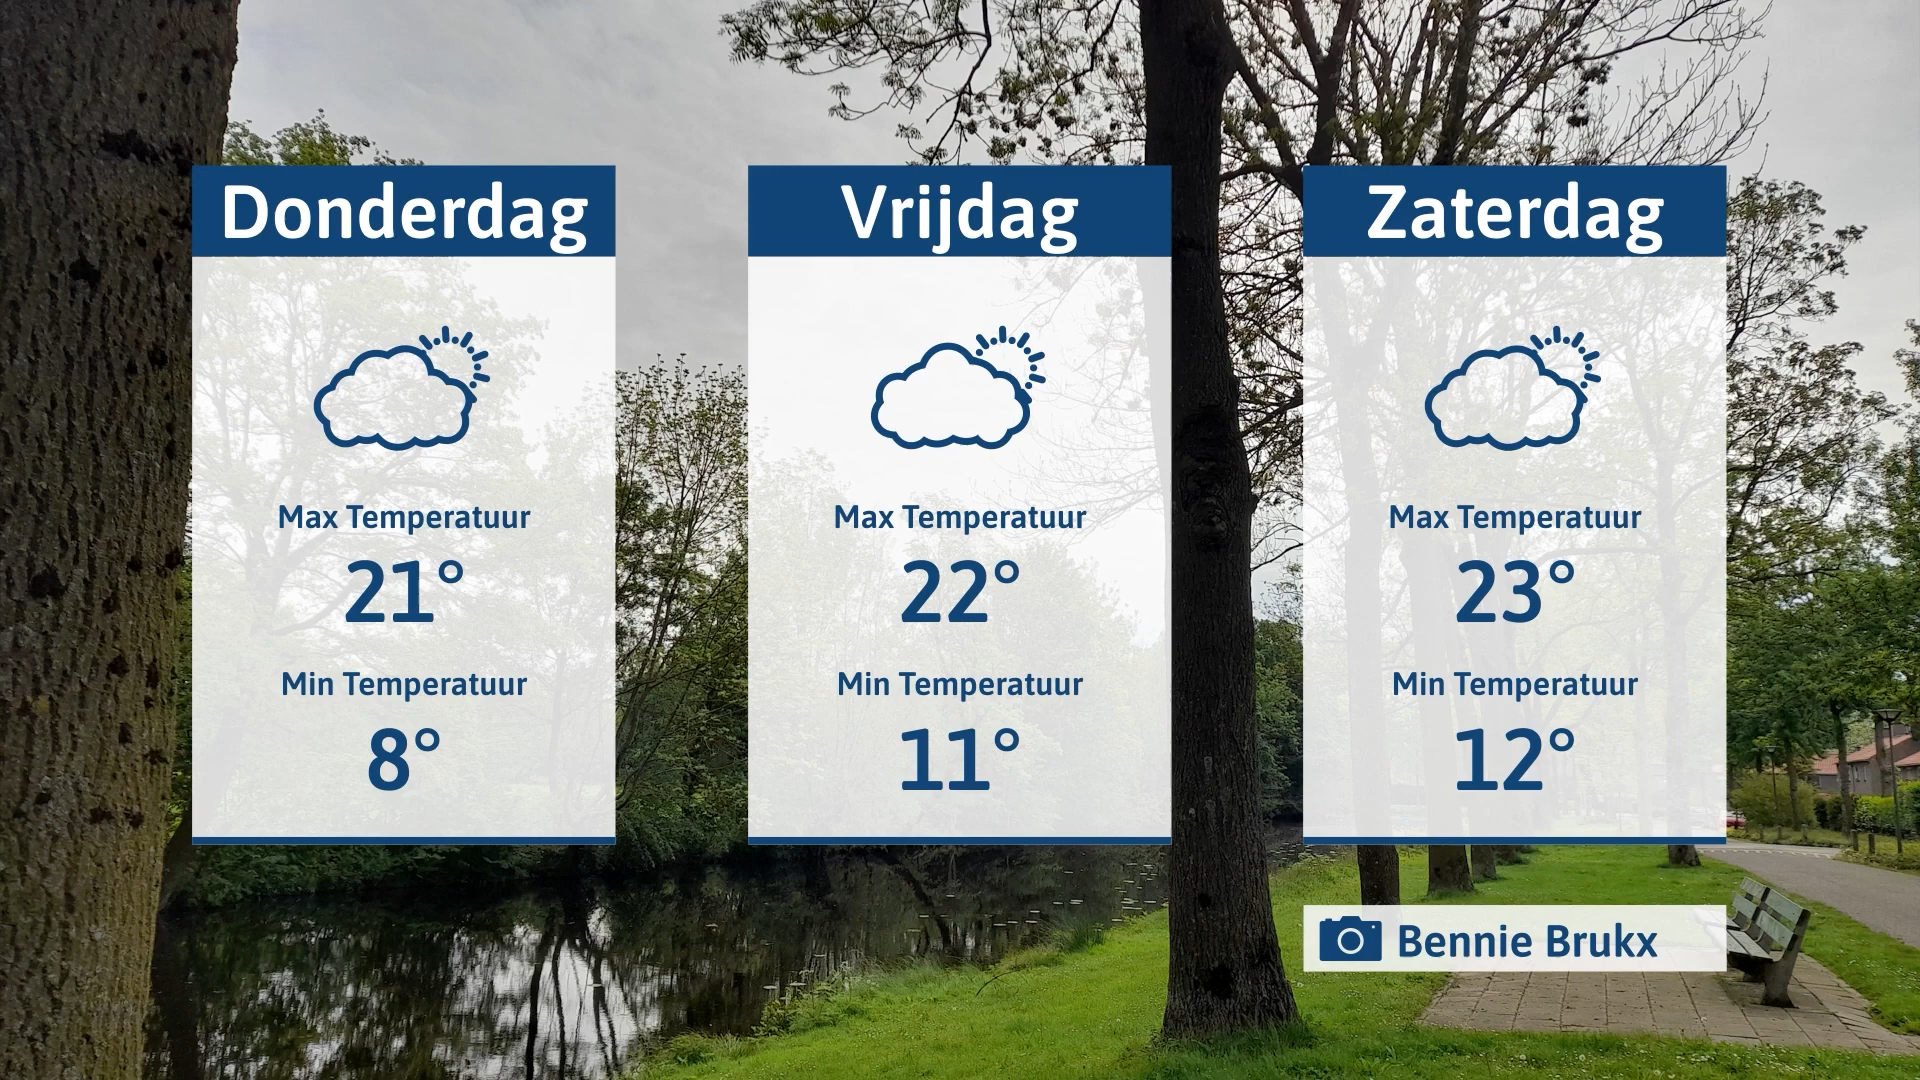 Donderdag
Max Temperatuur
21°
Min Temperatuur
8°
Vrijdag
Max Temperatuur
22°
Min Temperatuur
11°
Zaterdag
Max Temperatuur
23°
Min Temperatuur
12°
Bennie Brukx